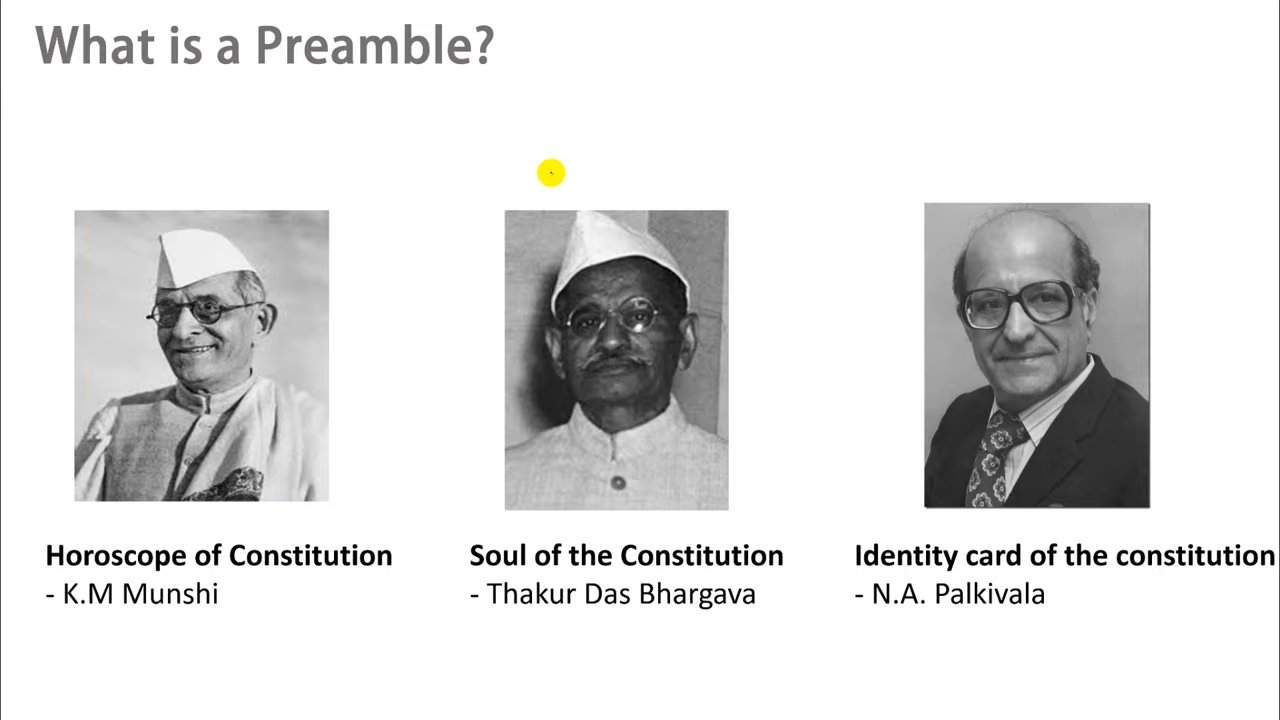 What is a Preamble?
Horoscope of Constitution
- K.M Munshi
Soul of the Constitution
- Thakur Das Bhargava
Identity card of the constitution
- N.A. Palkivala